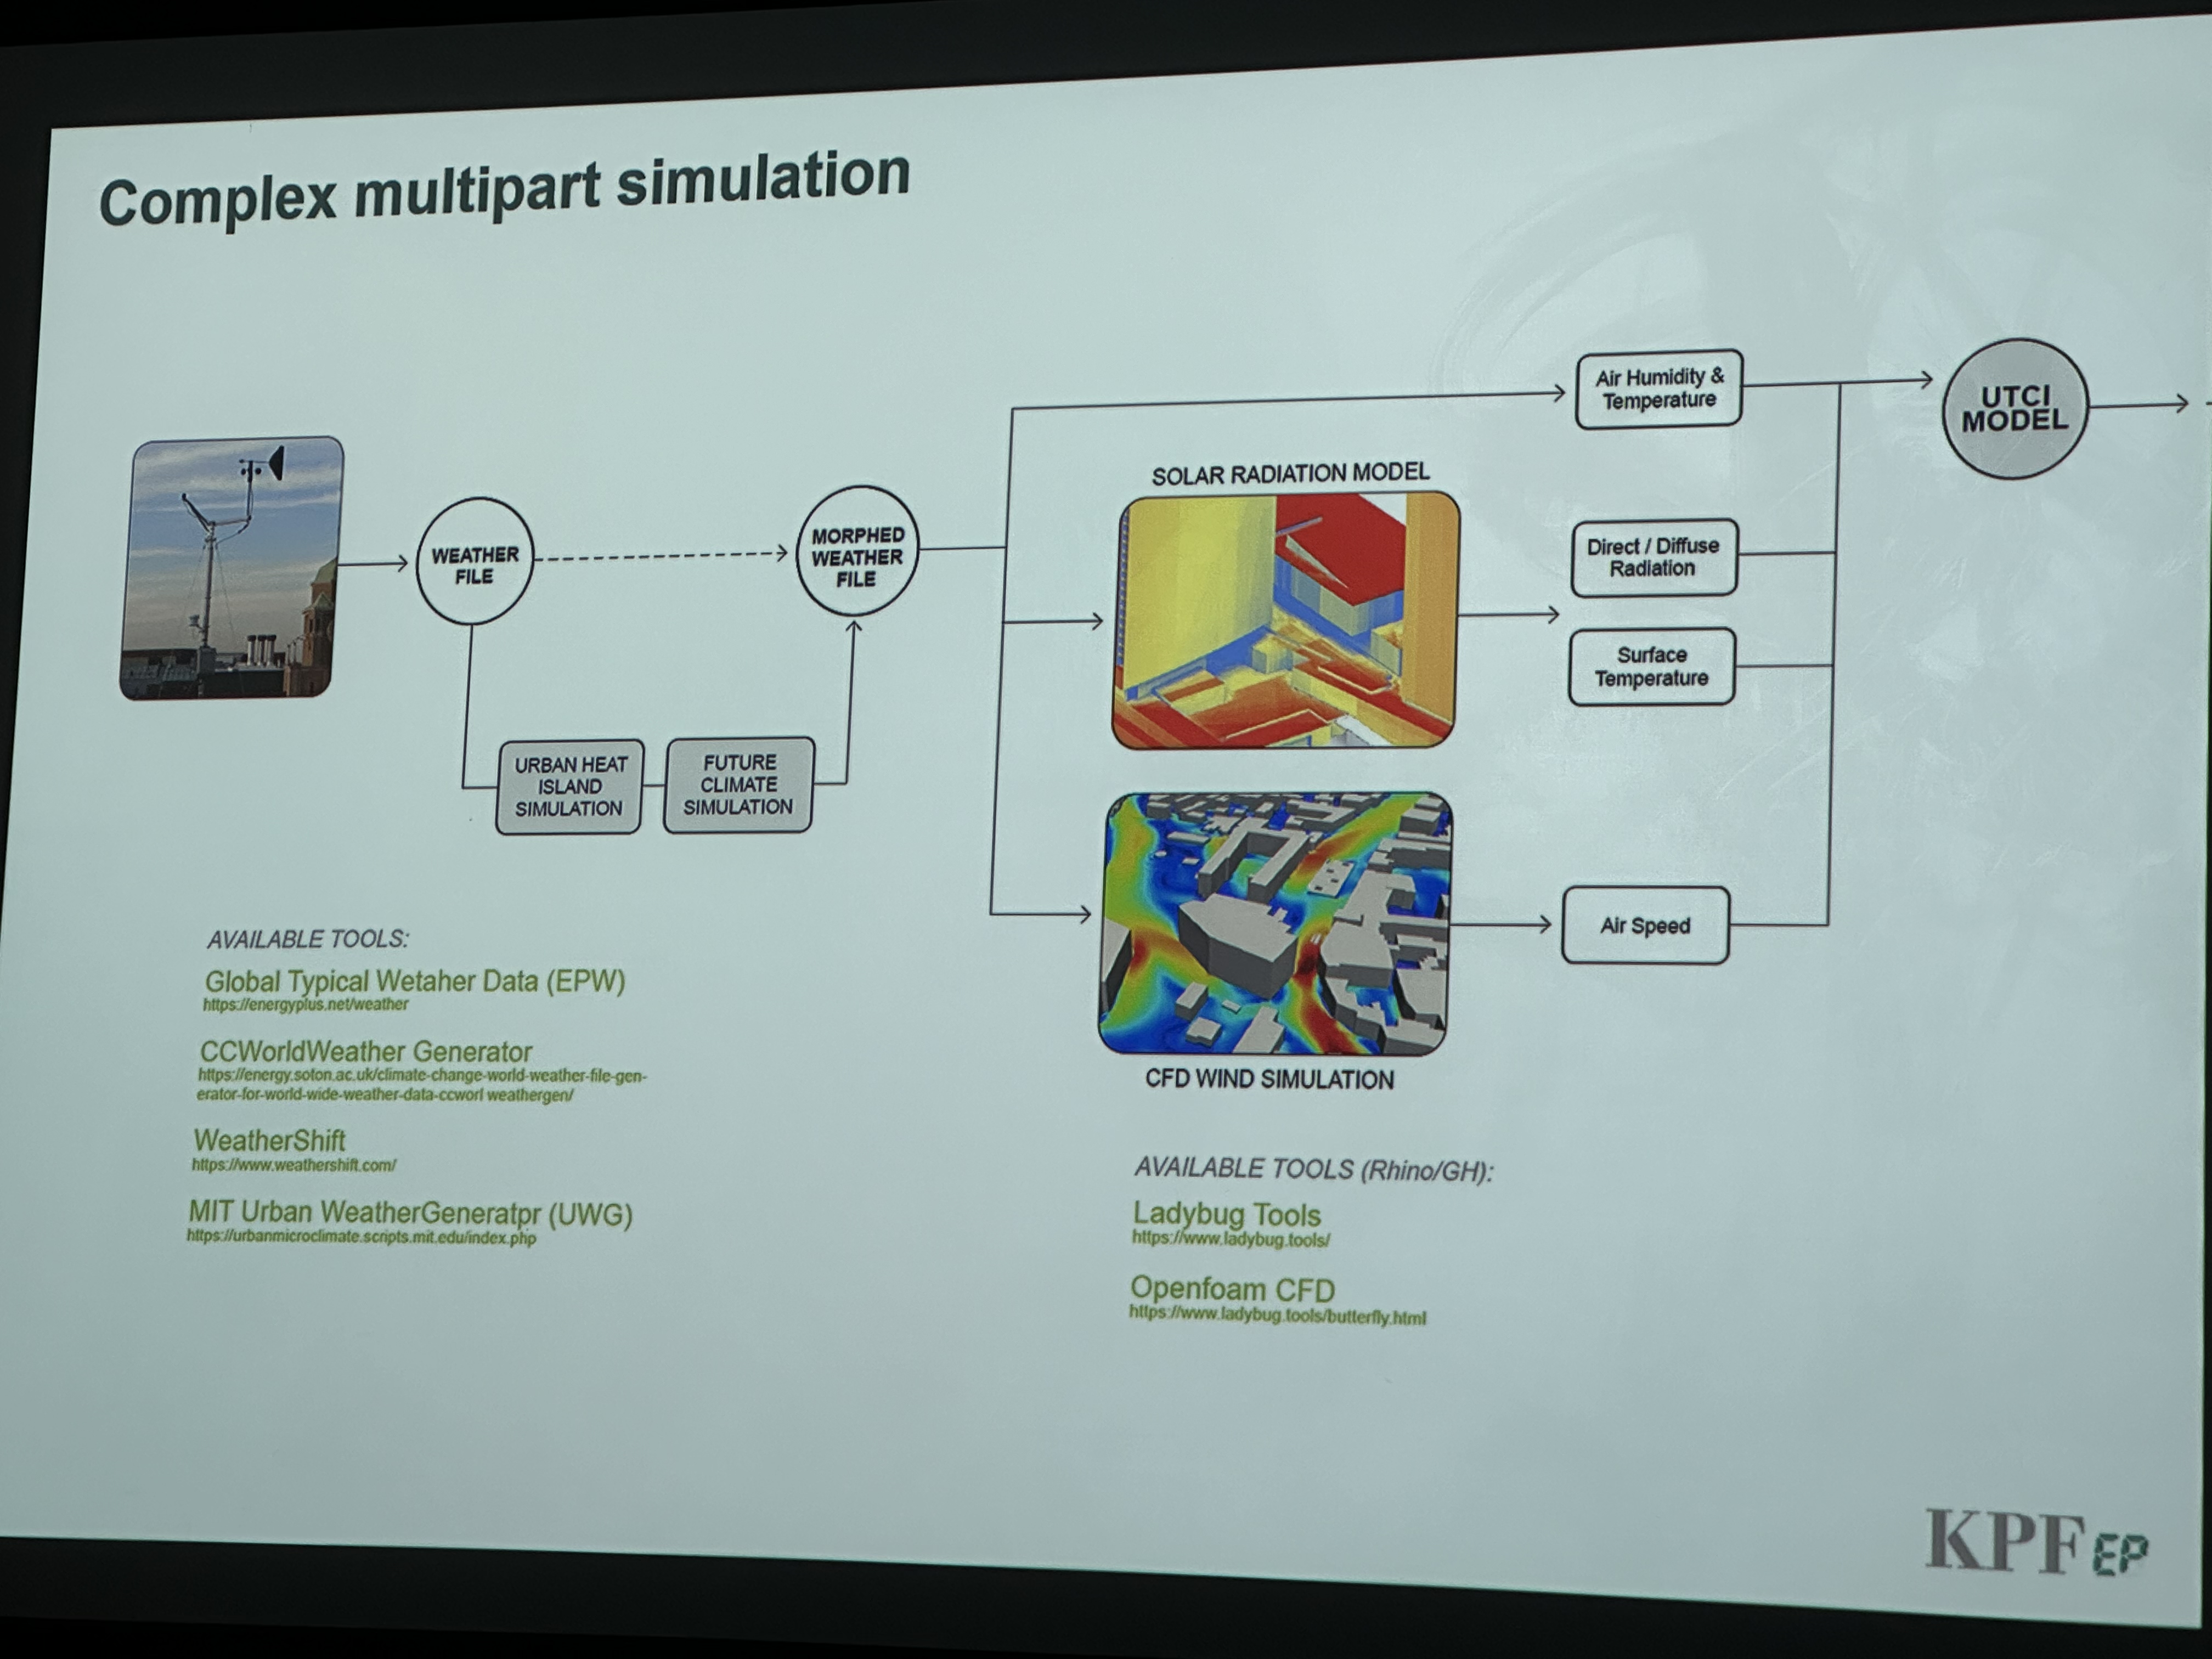 Complex multipart simulation
WEATHER
FILE
MORPHED
WEATHER
FILE
URBAN HEAT
ISLAND
SIMULATION
FUTURE
CLIMATE
SIMULATION
SOLAR RADIATION MODEL
CFD WIND SIMULATION
Air Humidity &
Temperature
Direct / Diffuse
Radiation
Surface
Temperature
Air Speed
UTCI
MODEL
AVAILABLE TOOLS:
Global Typical Wetaher Data (EPW)
https://energyplus.net/weather
CCWorldWeather Generator
https://energy.soton.ac.uk/climate-change-world-weather-file-gen-
erator-for-world-wide-weather-data-ccworl weathergen/
WeatherShift
https://www.weathershift.com/
MIT Urban WeatherGeneratpr (UWG)
https://urbanmicroclimate.scripts.mit.edu/index.php
AVAILABLE TOOLS (Rhino/GH):
Ladybug Tools
https://www.ladybug.tools/
Openfoam CFD
https://www.ladybug.tools/butterfly.html
KPF EP